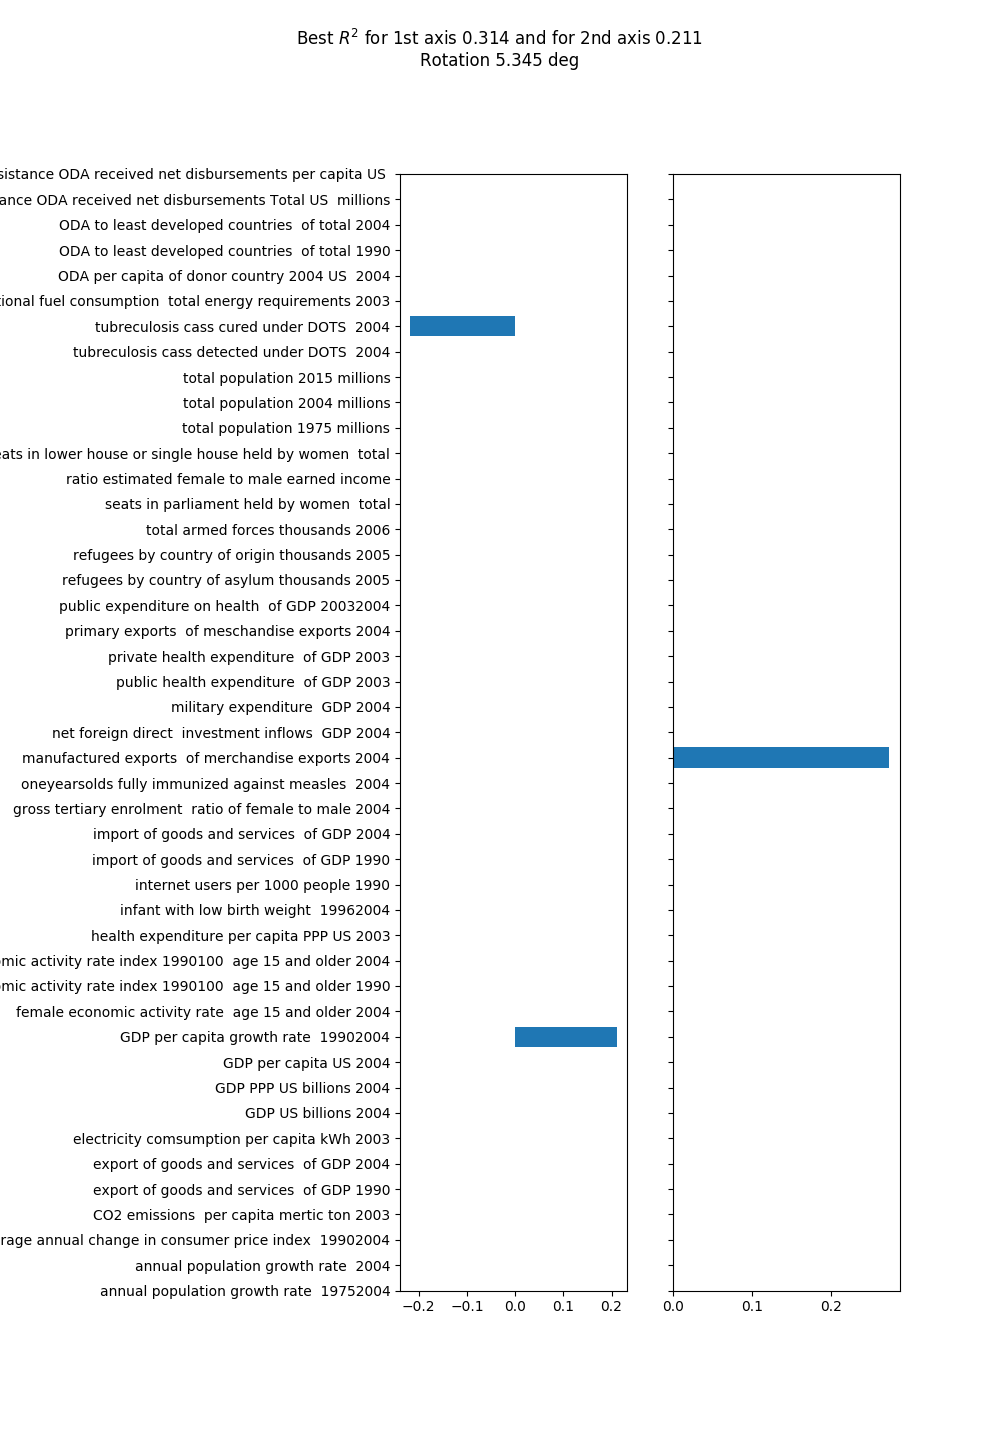 Best R² for 1st axis 0.314 and for 2nd axis 0.211
Rotation 5.345 deg
ODA received net disbursements per capita US
ODA received net disbursements Total US millions
ODA to least developed countries of total 2004
ODA to least developed countries of total 1990
ODA per capita of donor country 2004 US 2004
fuel consumption total energy requirements 2003
tubreculosis cass cured under DOTS 2004
tubreculosis cass detected under DOTS 2004
total population 2015 millions
total population 2004 millions
total population 1975 millions
in lower house or single house held by women total
ratio estimated female to male earned income
seats in parliament held by women total
total armed forces thousands 2006
refugees by country of origin thousands 2005
refugees by country of asylum thousands 2005
public expenditure on health of GDP 20032004
primary exports of meschandise exports 2004
private health expenditure of GDP 2003
public health expenditure of GDP 2003
military expenditure GDP 2004
net foreign direct investment inflows GDP 2004
manufactured exports of merchandise exports 2004
oneyearsolds fully immunized against measles 2004
gross tertiary enrolment ratio of female to male 2004
import of goods and services of GDP 2004
import of goods and services of GDP 1990
internet users per 1000 people 1990
infant with low birth weight 19962004
health expenditure per capita PPP US 2003
activity rate index 1990100 age 15 and older 2004
activity rate index 1990100 age 15 and older 1990
female economic activity rate age 15 and older 2004
GDP per capita growth rate 19902004
GDP per capita US 2004
GDP PPP US billions 2004
GDP US billions 2004
electricity comsumption per capita kWh 2003
export of goods and services of GDP 2004
export of goods and services of GDP 1990
CO2 emissions per capita mertic ton 2003
annual change in consumer price index 19902004
annual population growth rate 2004
annual population growth rate 19752004
−0.2 −0.1 0.0 0.1 0.2 0.0 0.1 0.2